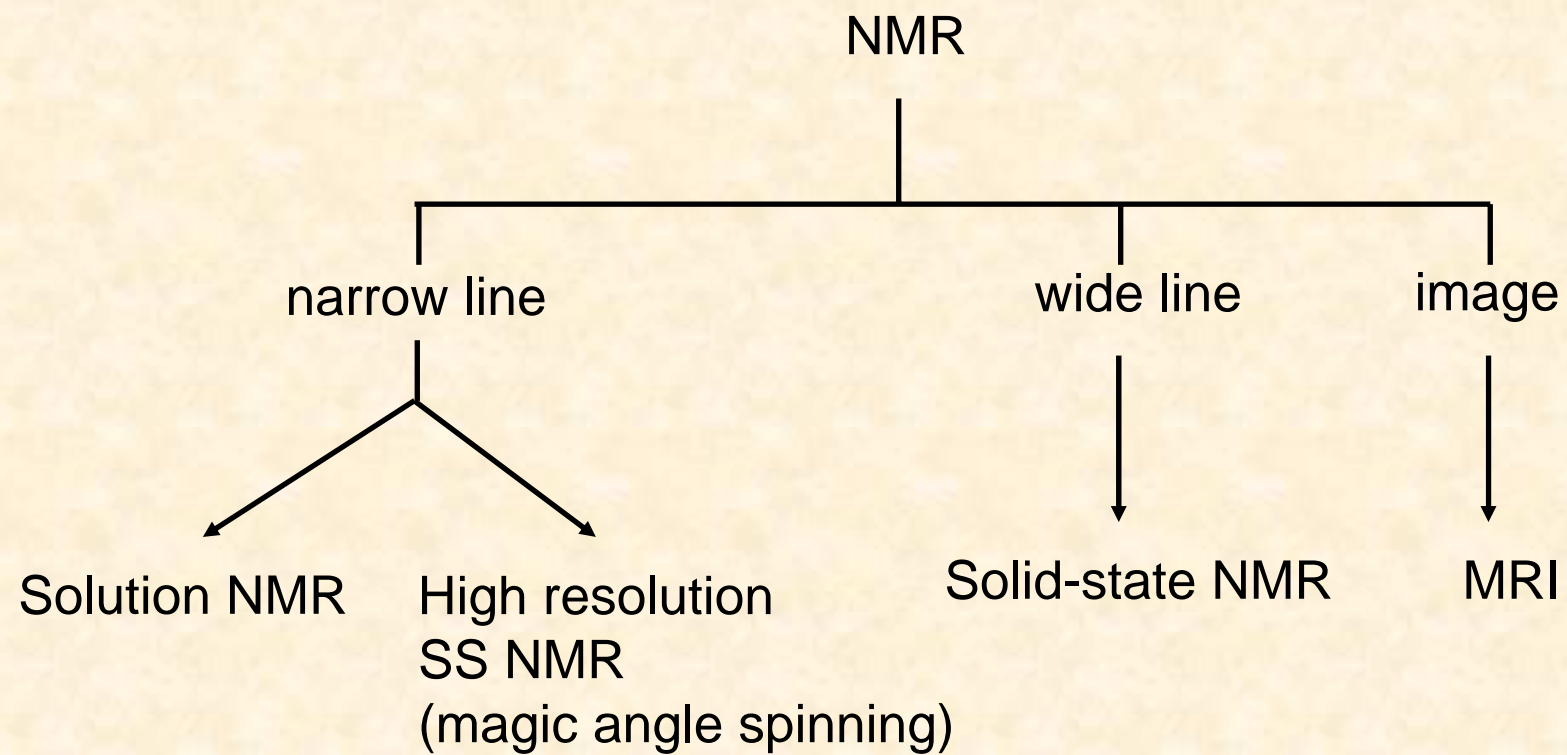 NMR
narrow line
wide line
image
Solution NMR
High resolution
SS NMR
(magic angle spinning)
Solid-state NMR
MRI